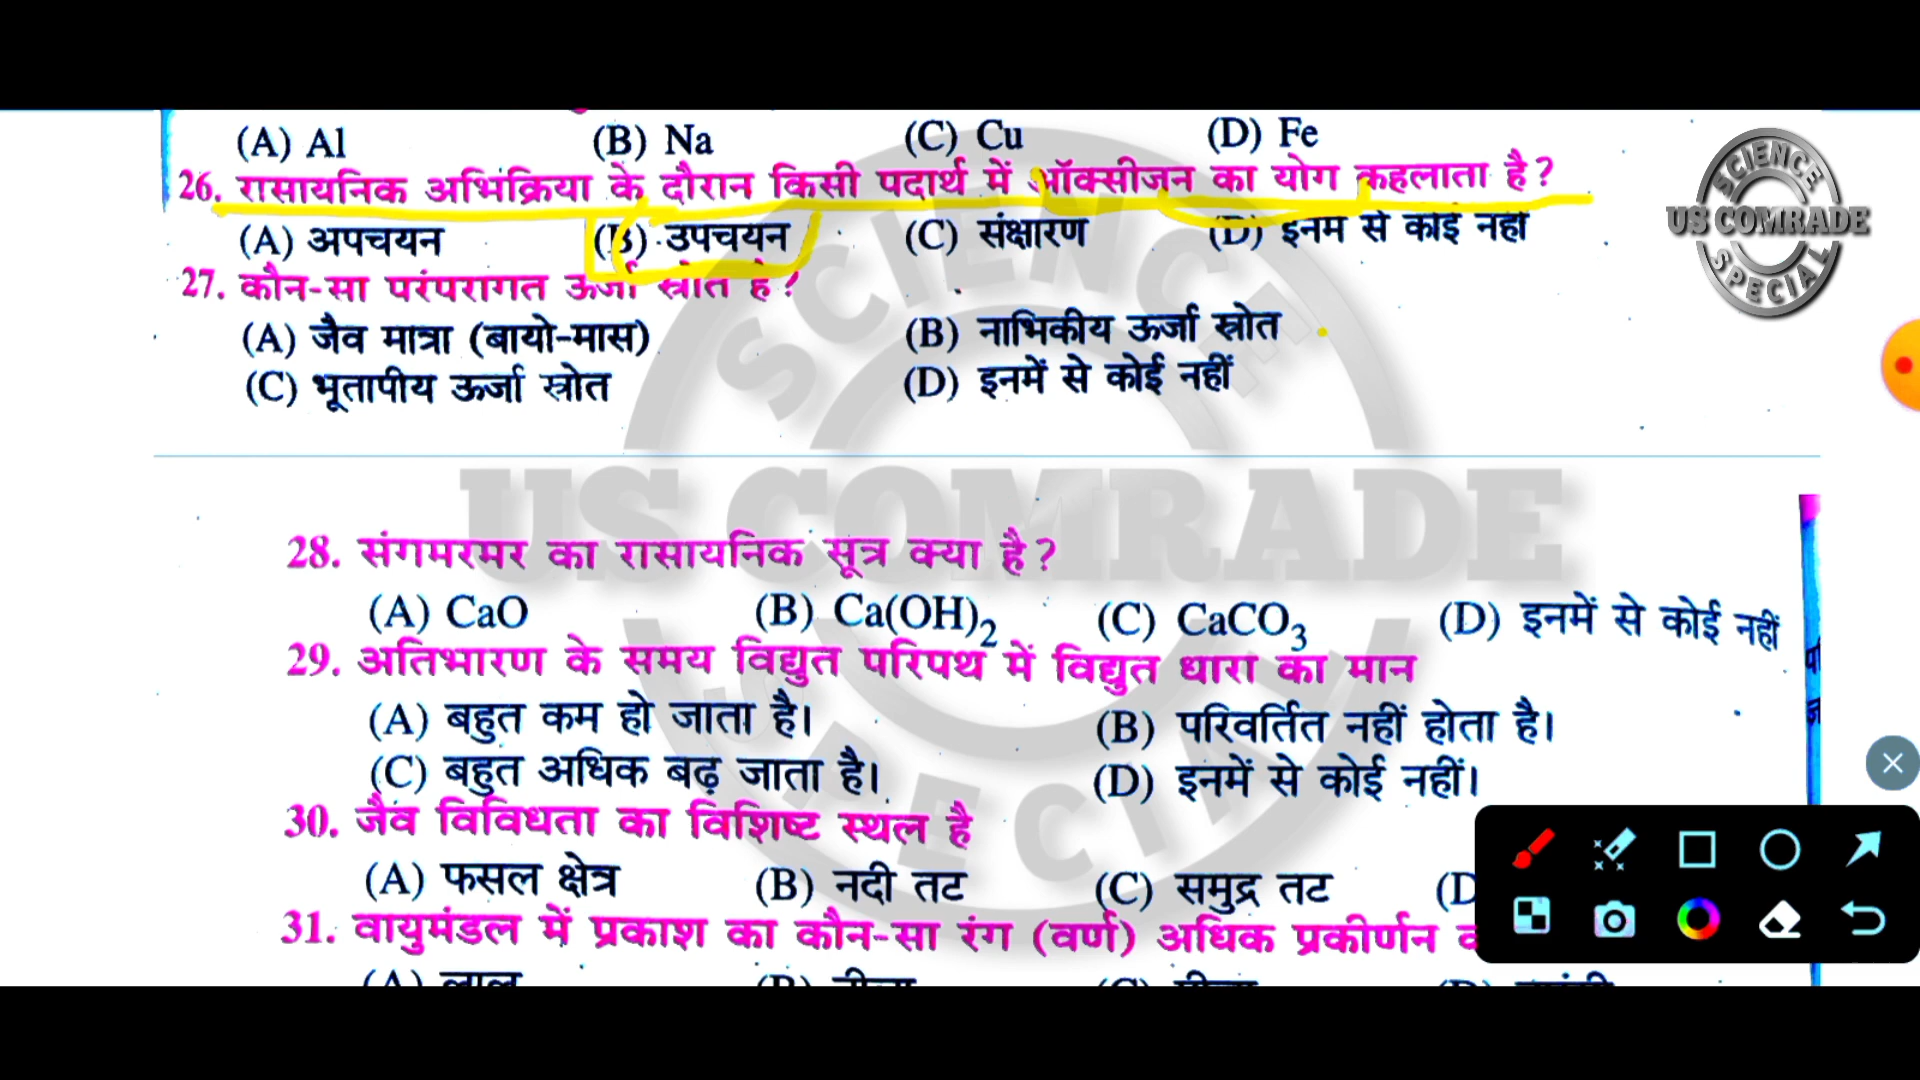 (A) Al (B) Na (C) Cu (D) Fe
26. रासायनिक अभिक्रिया के दौरान किसी पदार्थ में ऑक्सीजन का योग कहलाता है?
(A) अपचयन (B) उपचयन (C) संक्षारण (D) इनमें से कोई नहीं
27. कौन-सा परंपरागत ऊर्जा स्रोत है?
(A) जैव मात्रा (बायो-मास) (B) नाभिकीय ऊर्जा स्रोत
(C) भूतापीय ऊर्जा स्रोत (D) इनमें से कोई नहीं
28. संगमरमर का रासायनिक सूत्र क्या है?
(A) CaO (B) Ca(OH)₂ (C) CaCO₃ (D) इनमें से कोई नहीं
29. अतिभारण के समय विद्युत परिपथ में विद्युत धारा का मान
(A) बहुत कम हो जाता है। (B) परिवर्तित नहीं होता है।
(C) बहुत अधिक बढ़ जाता है। (D) इनमें से कोई नहीं।
30. जैव विविधता का विशिष्ट स्थल है
(A) फसल क्षेत्र (B) नदी तट (C) समुद्र तट (D
31. वायुमंडल में प्रकाश का कौन-सा रंग (वर्ण) अधिक प्रकीर्णन
SCIENCE
US COMRADE
SPECIAL
SCIENCE
US COMRADE
SPECIAL